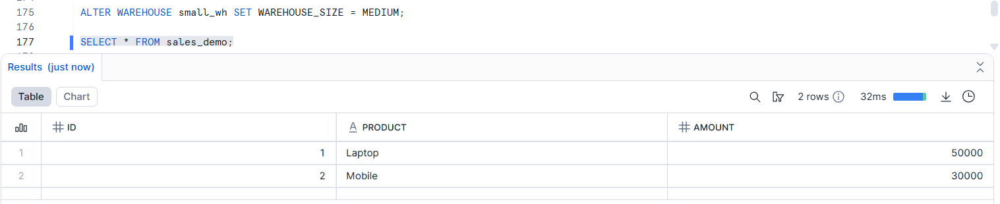 175 ALTER WAREHOUSE small_wh SET WAREHOUSE_SIZE = MEDIUM;
176
177 SELECT * FROM sales_demo;
Results (just now)
Table Chart 2 rows 32ms
ID PRODUCT AMOUNT
1 1 Laptop 50000
2 2 Mobile 30000